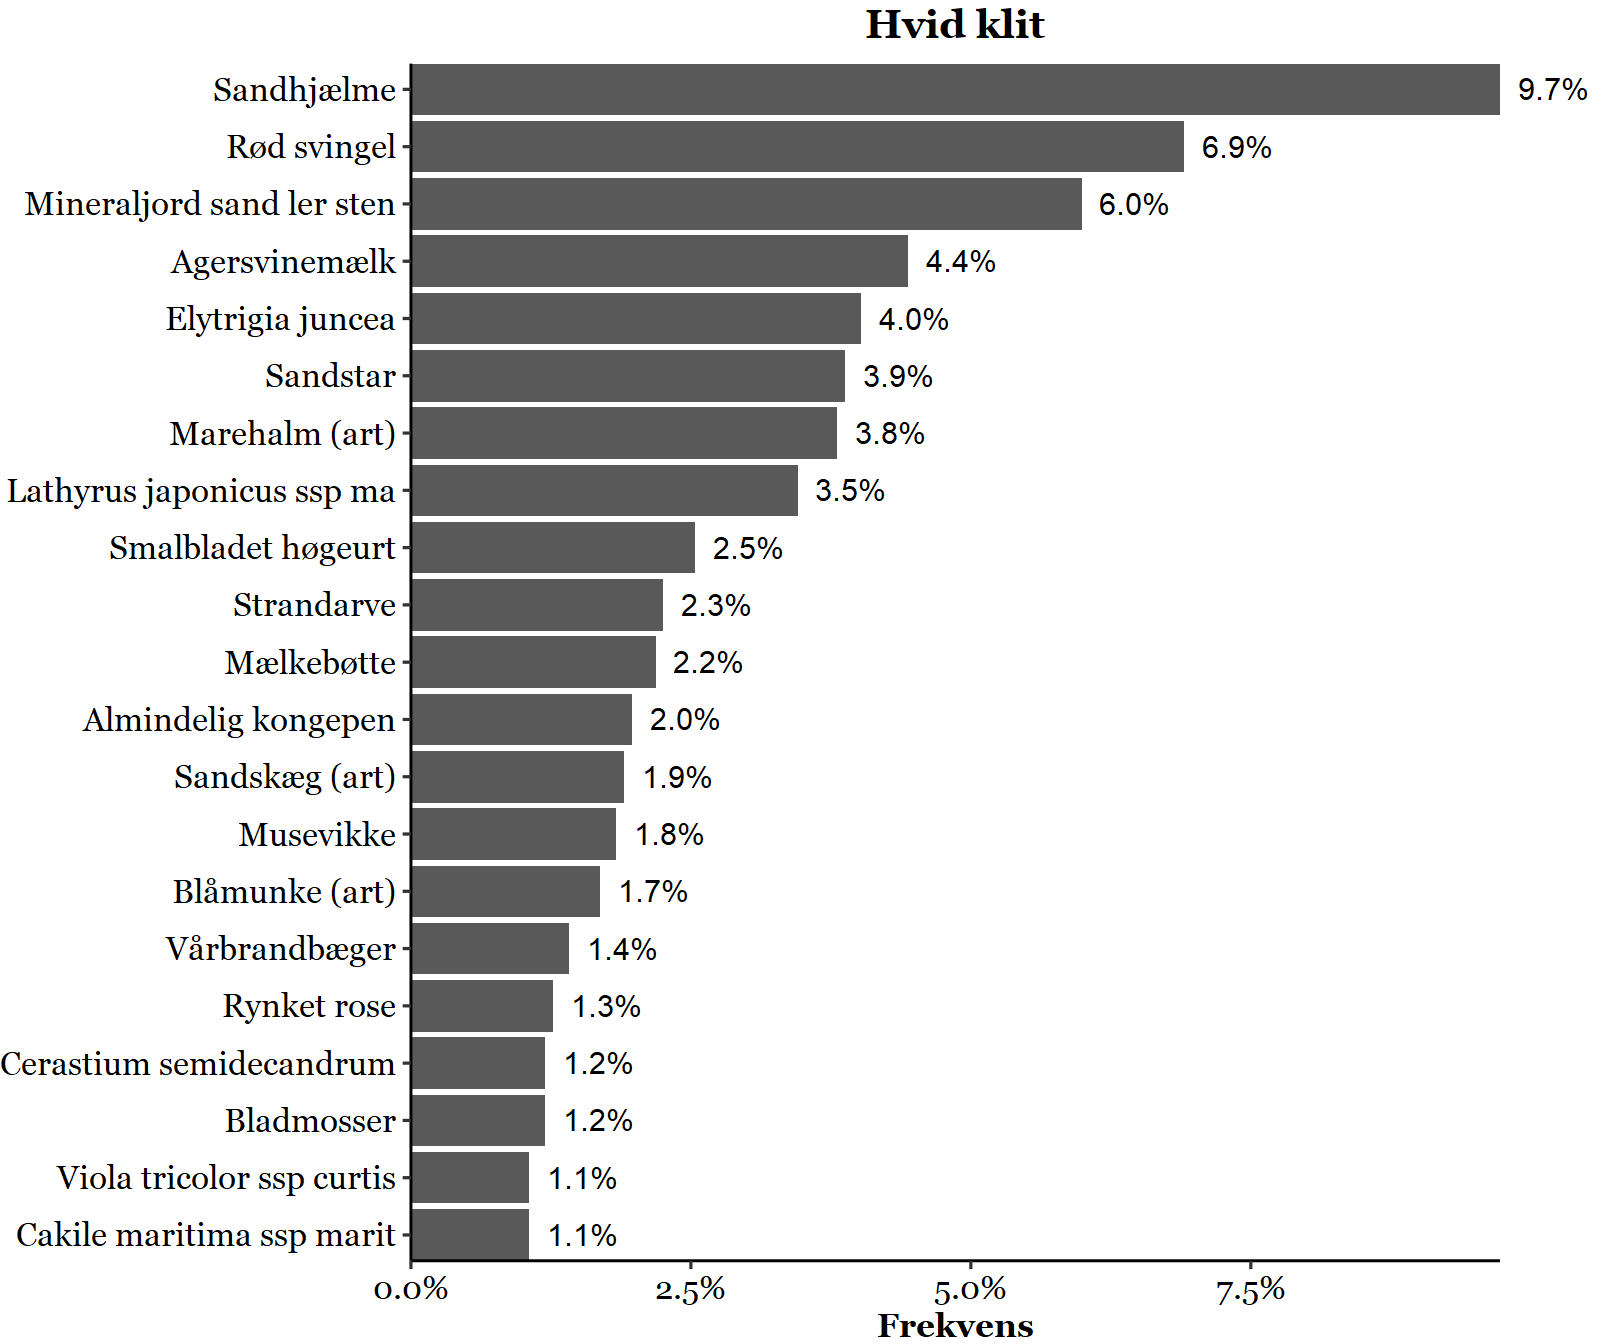 Hvid klit
Sandhjælme 9.7%
Rød svingel 6.9%
Mineraljord sand ler sten 6.0%
Agersvinemælk 4.4%
Elytrigia juncea 4.0%
Sandstar 3.9%
Marehalm (art) 3.8%
Lathyrus japonicus ssp ma 3.5%
Smalbladet høgeurt 2.5%
Strandarve 2.3%
Mælkebøtte 2.2%
Almindelig kongepen 2.0%
Sandskæg (art) 1.9%
Musevikke 1.8%
Blåmunke (art) 1.7%
Vårbrandbæger 1.4%
Rynket rose 1.3%
Cerastium semidecandrum 1.2%
Bladmosser 1.2%
Viola tricolor ssp curtis 1.1%
Cakile maritima ssp marit 1.1%
0.0% 2.5% 5.0% 7.5%
Frekvens